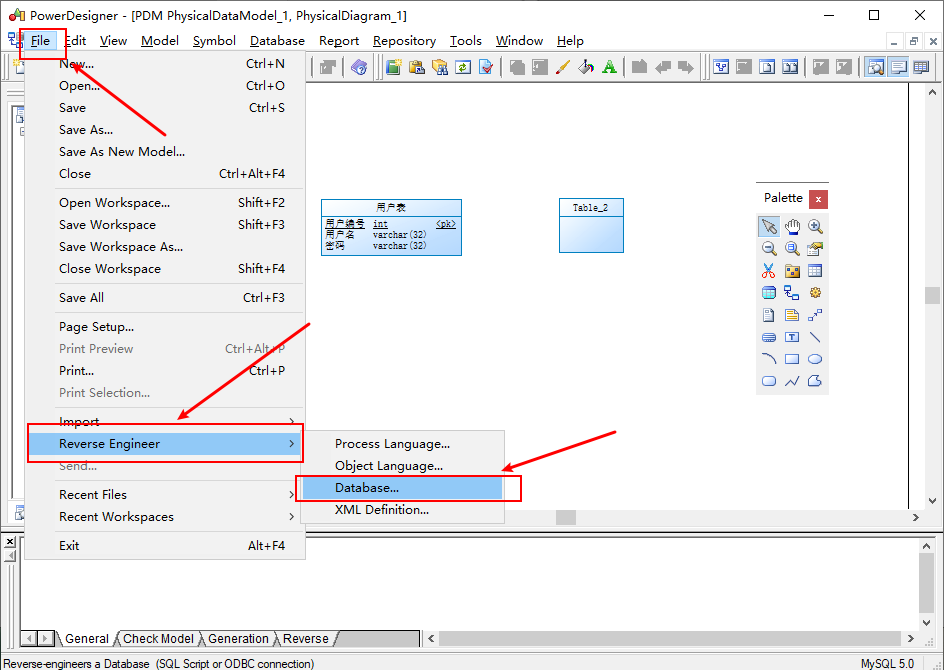 PowerDesigner - [PDM PhysicalDataModel_1, PhysicalDiagram_1]
File Edit View Model Symbol Database Report Repository Tools Window Help
New... Ctrl+N
Open... Ctrl+O
Save Ctrl+S
Save As...
Save As New Model...
Close Ctrl+Alt+F4
Open Workspace... Shift+F2
Save Workspace Shift+F3
Save Workspace As...
Close Workspace Shift+F4
Save All Ctrl+F3
Page Setup...
Print Preview Ctrl+Alt+P
Print... Ctrl+P
Print Selection...
Import
Reverse Engineer
Send...
Recent Files
Recent Workspaces
Exit Alt+F4
Process Language...
Object Language...
Database...
XML Definition...
用户表
用户编号 int <pk>
用户名 varchar(32)
密码 varchar(32)
Table_2
Palette
General Check Model Generation Reverse
Reverse-engineers a Database (SQL Script or ODBC connection)
MySQL 5.0